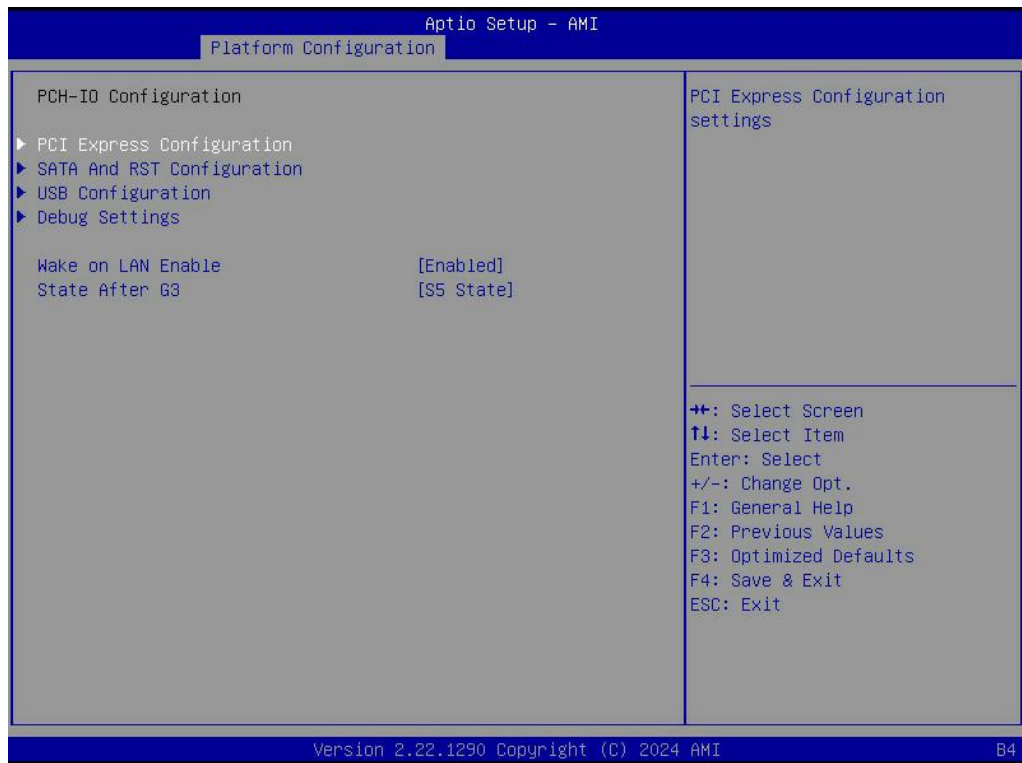 Aptio Setup - AMI
Platform Configuration
PCH-IO Configuration
PCI Express Configuration
SATA And RST Configuration
USB Configuration
Debug Settings
Wake on LAN Enable [Enabled]
State After G3 [S5 State]
PCI Express Configuration
settings
→←: Select Screen
↑↓: Select Item
Enter: Select
+/-: Change Opt.
F1: General Help
F2: Previous Values
F3: Optimized Defaults
F4: Save & Exit
ESC: Exit
Version 2.22.1290 Copyright (C) 2024 AMI
B4